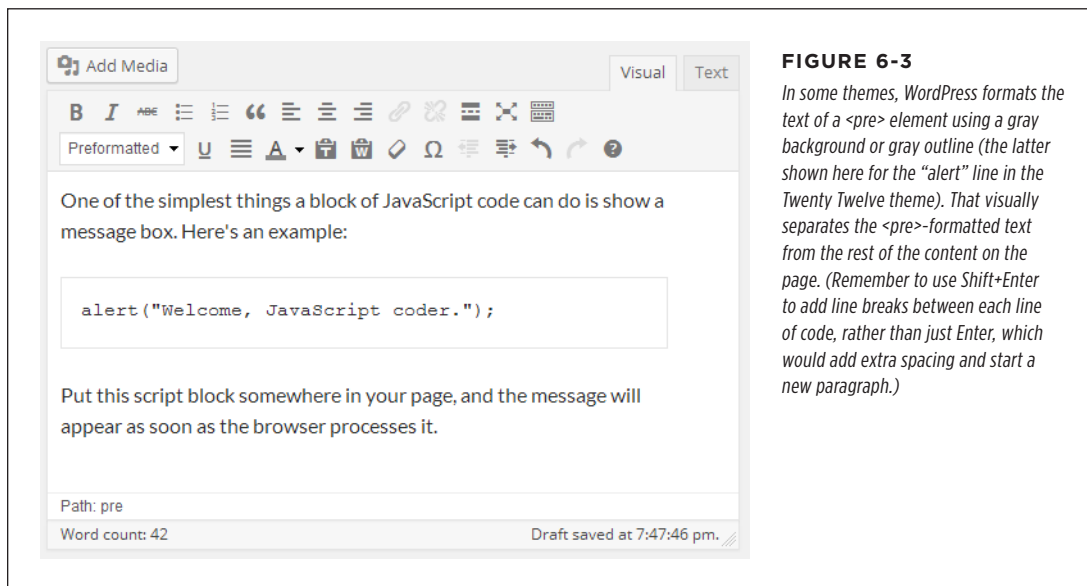 Add Media
Visual Text
B I ABE
Preformatted U A T W Ω ?
One of the simplest things a block of JavaScript code can do is show a
message box. Here's an example:
alert("Welcome, JavaScript coder.");
Put this script block somewhere in your page, and the message will
appear as soon as the browser processes it.
Path: pre
Word count: 42 Draft saved at 7:47:46 pm.
FIGURE 6-3
In some themes, WordPress formats the
text of a <pre> element using a gray
background or gray outline (the latter
shown here for the “alert” line in the
Twenty Twelve theme). That visually
separates the <pre>-formatted text
from the rest of the content on the
page. (Remember to use Shift+Enter
to add line breaks between each line
of code, rather than just Enter, which
would add extra spacing and start a
new paragraph.)